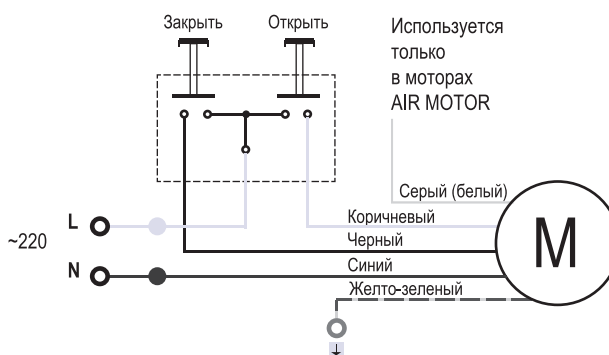 Закрыть
Открыть
Используется
только
в моторах
AIR MOTOR
Серый (белый)
L
Коричневый
~220
Черный
M
N
Синий
Желто-зеленый